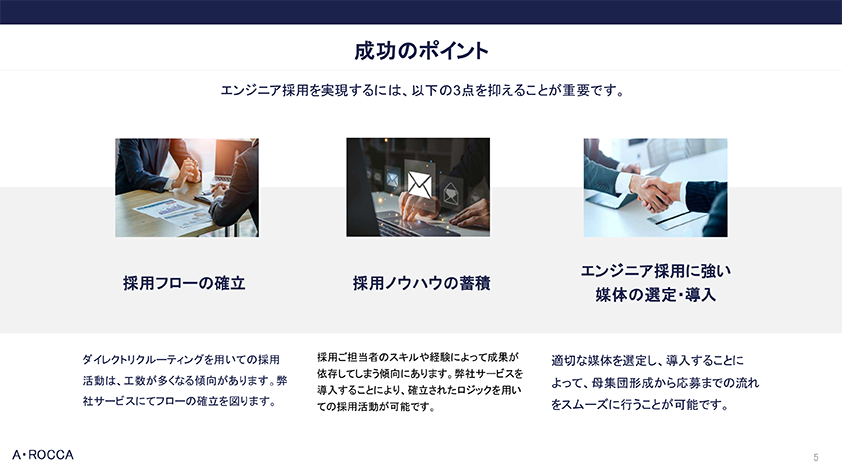 成功のポイント
エンジニア採用を実現するには、以下の3点を抑えることが重要です。
採用フローの確立
採用ノウハウの蓄積
エンジニア採用に強い
媒体の選定・導入
ダイレクトリクルーティングを用いての採用
活動は、工数が多くなる傾向があります。弊
社サービスにてフローの確立を図ります。
採用ご担当者のスキルや経験によって成果が
依存してしまう傾向にあります。弊社サービスを
導入することにより、確立されたロジックを用い
ての採用活動が可能です。
適切な媒体を選定し、導入することに
よって、母集団形成から応募までの流れ
をスムーズに行うことが可能です。
A・ROCCA
5